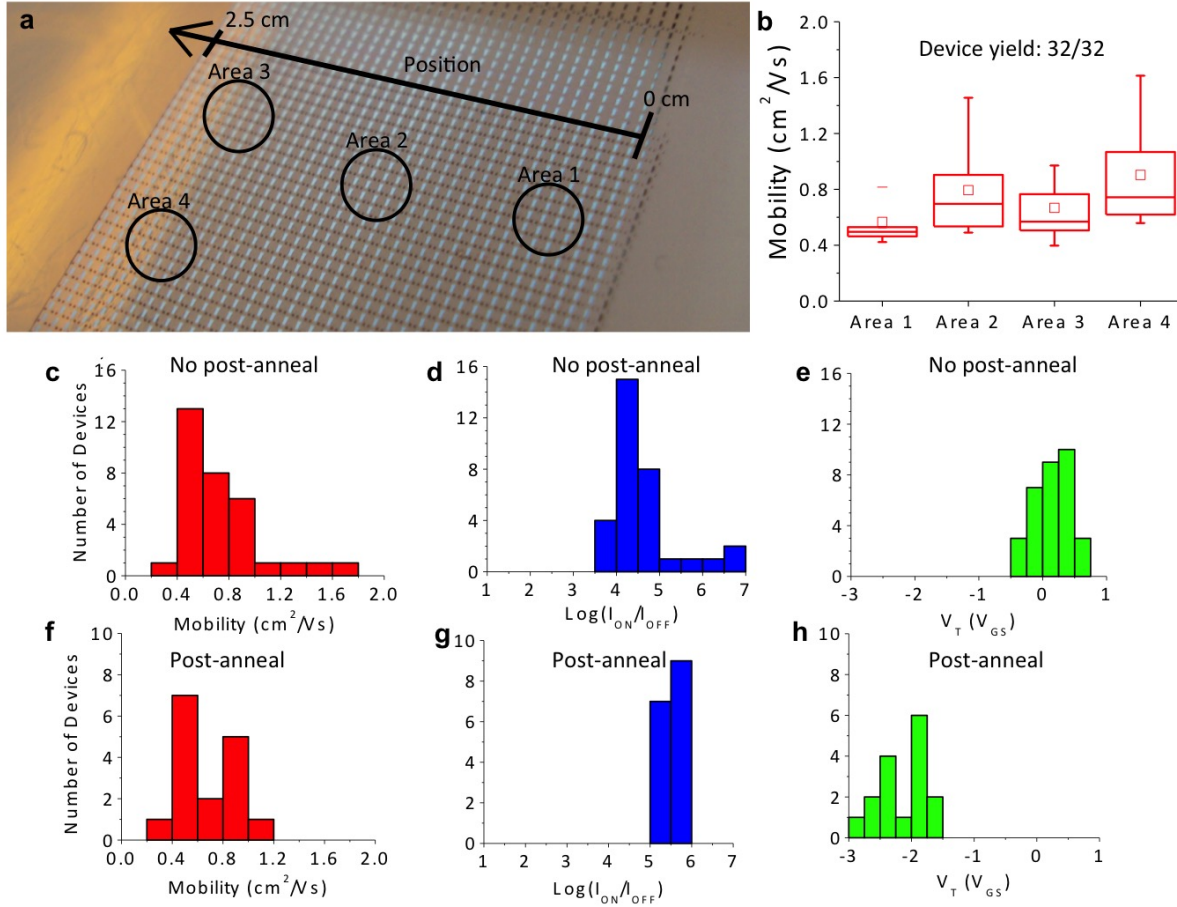 a
2.5 cm
Position
0 cm
Area 3
Area 2
Area 1
Area 4
b
Device yield: 32/32
Mobility (cm²/Vs)
2.0
1.6
1.2
0.8
0.4
0.0
Area 1 Area 2 Area 3 Area 4
c
No post-anneal
Number of Devices
16
12
8
4
0
0.0 0.4 0.8 1.2 1.6 2.0
Mobility (cm²/Vs)
d
No post-anneal
16
12
8
4
0
1 2 3 4 5 6 7
Log(I_ON/I_OFF)
e
No post-anneal
16
12
8
4
0
-3 -2 -1 0 1
V_T (V_GS)
f
Post-anneal
Number of Devices
10
8
6
4
2
0
0.0 0.4 0.8 1.2 1.6 2.0
Mobility (cm²/Vs)
g
Post-anneal
10
8
6
4
2
0
1 2 3 4 5 6 7
Log(I_ON/I_OFF)
h
Post-anneal
10
8
6
4
2
0
-3 -2 -1 0 1
V_T (V_GS)